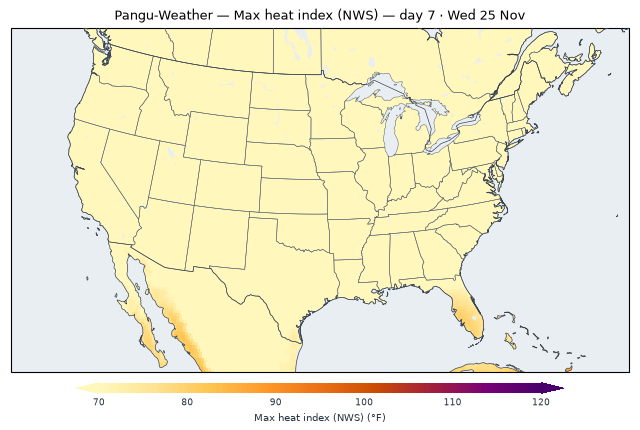 Pangu-Weather — Max heat index (NWS) — day 7 · Wed 25 Nov
70 80 90 100 110 120
Max heat index (NWS) (°F)